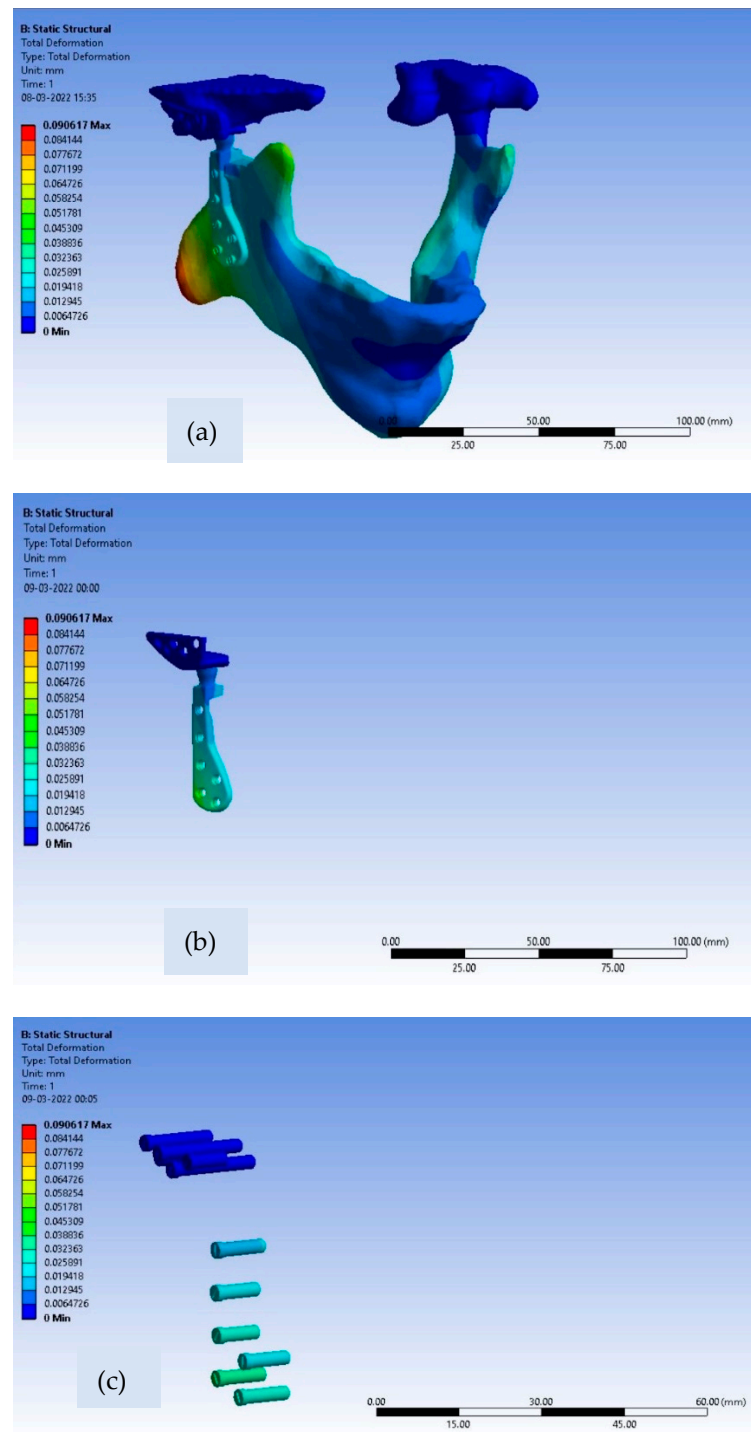 B: Static Structural
Total Deformation
Type: Total Deformation
Unit: mm
Time: 1
08-03-2022 15:35
0.090617 Max
0.084144
0.077672
0.071199
0.064726
0.058254
0.051781
0.045309
0.038836
0.032363
0.025891
0.019418
0.012945
0.0064726
0 Min
(a)
0.00 50.00 100.00 (mm)
25.00 75.00
B: Static Structural
Total Deformation
Type: Total Deformation
Unit: mm
Time: 1
09-03-2022 00:00
0.090617 Max
0.084144
0.077672
0.071199
0.064726
0.058254
0.051781
0.045309
0.038836
0.032363
0.025891
0.019418
0.012945
0.0064726
0 Min
(b)
0.00 50.00 100.00 (mm)
25.00 75.00
B: Static Structural
Total Deformation
Type: Total Deformation
Unit: mm
Time: 1
09-03-2022 00:05
0.090617 Max
0.084144
0.077672
0.071199
0.064726
0.058254
0.051781
0.045309
0.038836
0.032363
0.025891
0.019418
0.012945
0.0064726
0 Min
(c)
0.00 30.00 60.00 (mm)
15.00 45.00